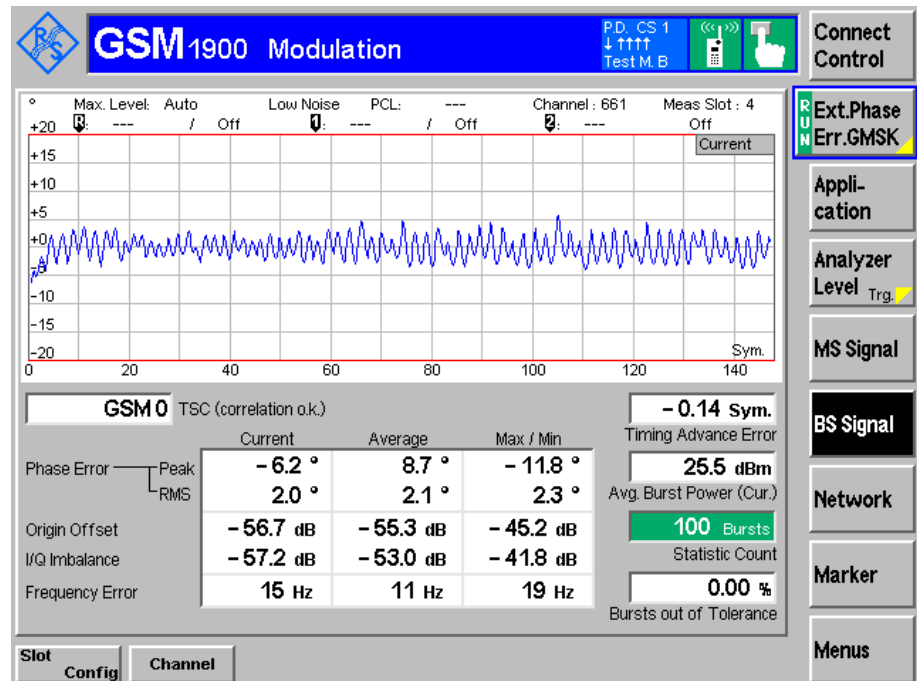 R&S
GSM1900 Modulation
P.D. CS 1
↓ ↑↑↑↑
Test M. B
Connect
Control
° Max. Level: Auto Low Noise PCL: --- Channel : 661 Meas Slot : 4
R: --- / Off 1: --- / Off 2: --- Off
RUN
Ext.Phase
Err.GMSK
Current
+20
+15
+10
+5
+0
-5
-10
-15
-20
Sym.
0 20 40 60 80 100 120 140
Appli-
cation
Analyzer
Level Trg.
MS Signal
BS Signal
Network
Marker
Menus
GSM 0 TSC (correlation o.k.)
Current Average Max / Min
Phase Error Peak – 6.2 ° 8.7 ° – 11.8 °
RMS 2.0 ° 2.1 ° 2.3 °
Origin Offset – 56.7 dB – 55.3 dB – 45.2 dB
I/Q Imbalance – 57.2 dB – 53.0 dB – 41.8 dB
Frequency Error 15 Hz 11 Hz 19 Hz
– 0.14 Sym.
Timing Advance Error
25.5 dBm
Avg. Burst Power (Cur.)
100 Bursts
Statistic Count
0.00 %
Bursts out of Tolerance
Slot
Config
Channel